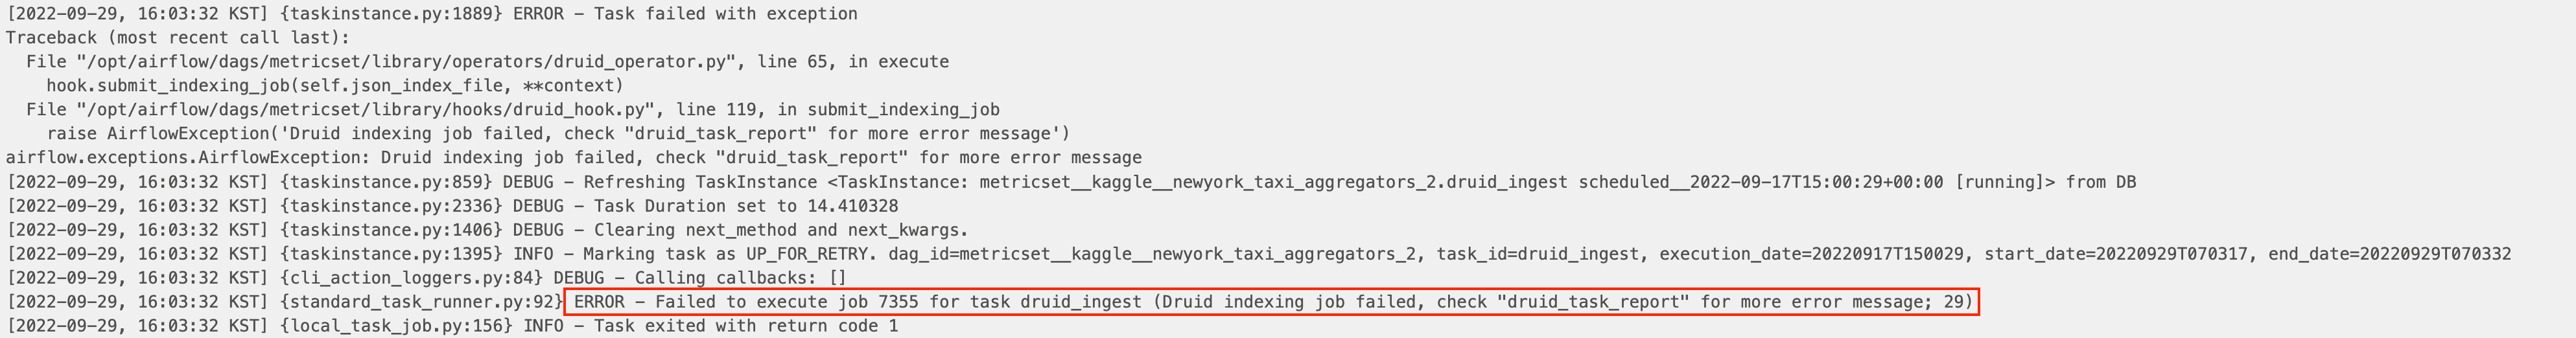 [2022-09-29, 16:03:32 KST] {taskinstance.py:1889} ERROR - Task failed with exception
Traceback (most recent call last):
  File "/opt/airflow/dags/metricset/library/operators/druid_operator.py", line 65, in execute
    hook.submit_indexing_job(self.json_index_file, **context)
  File "/opt/airflow/dags/metricset/library/hooks/druid_hook.py", line 119, in submit_indexing_job
    raise AirflowException('Druid indexing job failed, check "druid_task_report" for more error message')
airflow.exceptions.AirflowException: Druid indexing job failed, check "druid_task_report" for more error message
[2022-09-29, 16:03:32 KST] {taskinstance.py:859} DEBUG - Refreshing TaskInstance <TaskInstance: metricset__kaggle__newyork_taxi_aggregators_2.druid_ingest scheduled__2022-09-17T15:00:29+00:00 [running]> from DB
[2022-09-29, 16:03:32 KST] {taskinstance.py:2336} DEBUG - Task Duration set to 14.410328
[2022-09-29, 16:03:32 KST] {taskinstance.py:1406} DEBUG - Clearing next_method and next_kwargs.
[2022-09-29, 16:03:32 KST] {taskinstance.py:1395} INFO - Marking task as UP_FOR_RETRY. dag_id=metricset__kaggle__newyork_taxi_aggregators_2, task_id=druid_ingest, execution_date=20220917T150029, start_date=20220929T070317, end_date=20220929T070332
[2022-09-29, 16:03:32 KST] {cli_action_loggers.py:84} DEBUG - Calling callbacks: []
[2022-09-29, 16:03:32 KST] {standard_task_runner.py:92} ERROR - Failed to execute job 7355 for task druid_ingest (Druid indexing job failed, check "druid_task_report" for more error message; 29)
[2022-09-29, 16:03:32 KST] {local_task_job.py:156} INFO - Task exited with return code 1